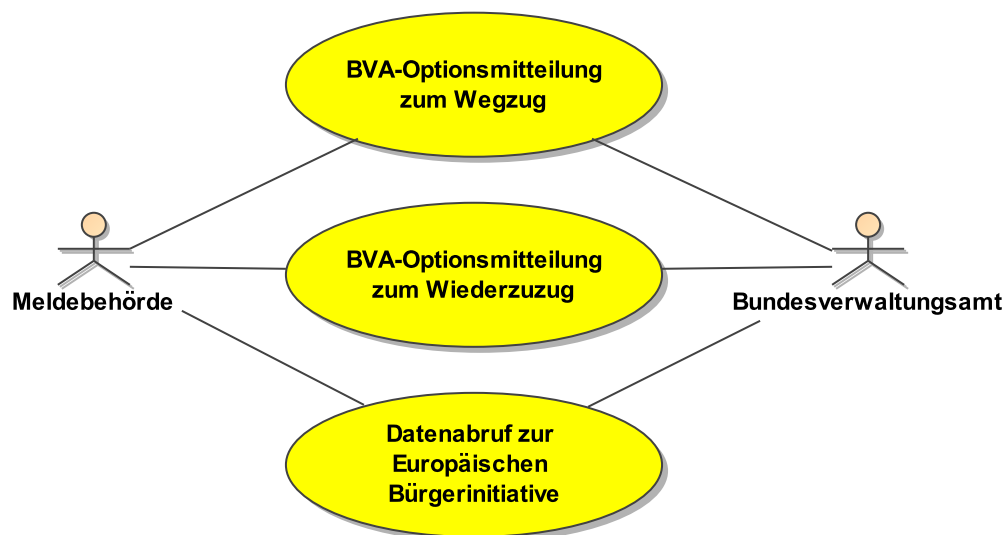 BVA-Optionsmitteilung
zum Wegzug
BVA-Optionsmitteilung
zum Wiederzuzug
Meldebehörde
Bundesverwaltungsamt
Datenabruf zur
Europäischen
Bürgerinitiative